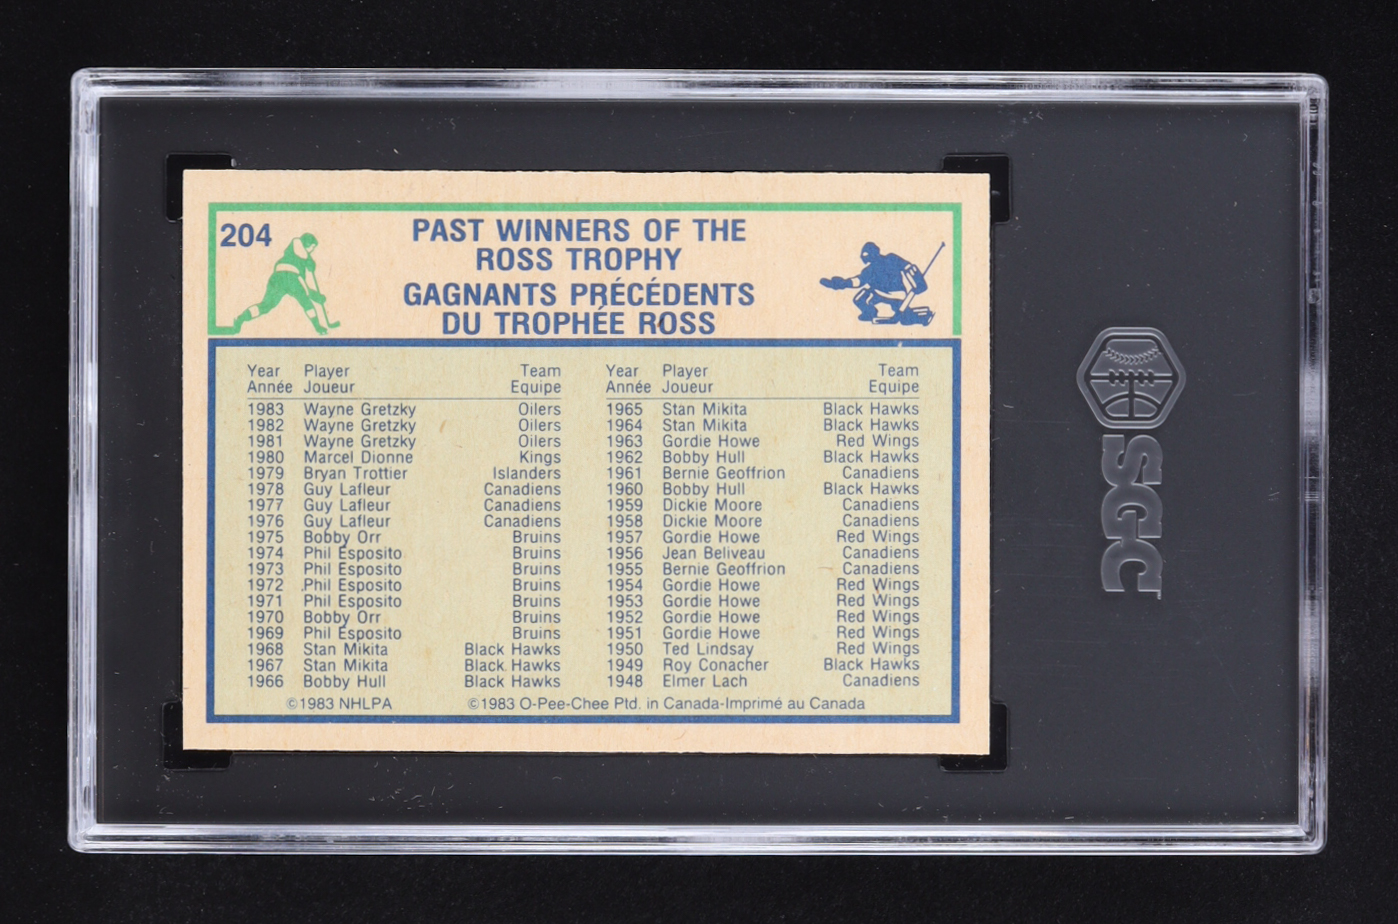 204
PAST WINNERS OF THE
ROSS TROPHY
GAGNANTS PRÉCÉDENTS
DU TROPHÉE ROSS
Year Player Team
Année Joueur Equipe
1983 Wayne Gretzky Oilers
1982 Wayne Gretzky Oilers
1981 Wayne Gretzky Oilers
1980 Marcel Dionne Kings
1979 Bryan Trottier Islanders
1978 Guy Lafleur Canadiens
1977 Guy Lafleur Canadiens
1976 Guy Lafleur Canadiens
1975 Bobby Orr Bruins
1974 Phil Esposito Bruins
1973 Phil Esposito Bruins
1972 Phil Esposito Bruins
1971 Phil Esposito Bruins
1970 Bobby Orr Bruins
1969 Phil Esposito Bruins
1968 Stan Mikita Black Hawks
1967 Stan Mikita Black Hawks
1966 Bobby Hull Black Hawks
Year Player Team
Année Joueur Equipe
1965 Stan Mikita Black Hawks
1964 Stan Mikita Black Hawks
1963 Gordie Howe Red Wings
1962 Bobby Hull Black Hawks
1961 Bernie Geoffrion Canadiens
1960 Bobby Hull Black Hawks
1959 Dickie Moore Canadiens
1958 Dickie Moore Canadiens
1957 Gordie Howe Red Wings
1956 Jean Beliveau Canadiens
1955 Bernie Geoffrion Canadiens
1954 Gordie Howe Red Wings
1953 Gordie Howe Red Wings
1952 Gordie Howe Red Wings
1951 Gordie Howe Red Wings
1950 Ted Lindsay Red Wings
1949 Roy Conacher Black Hawks
1948 Elmer Lach Canadiens
©1983 NHLPA ©1983 O-Pee-Chee Ptd. in Canada-Imprimé au Canada
SGC™